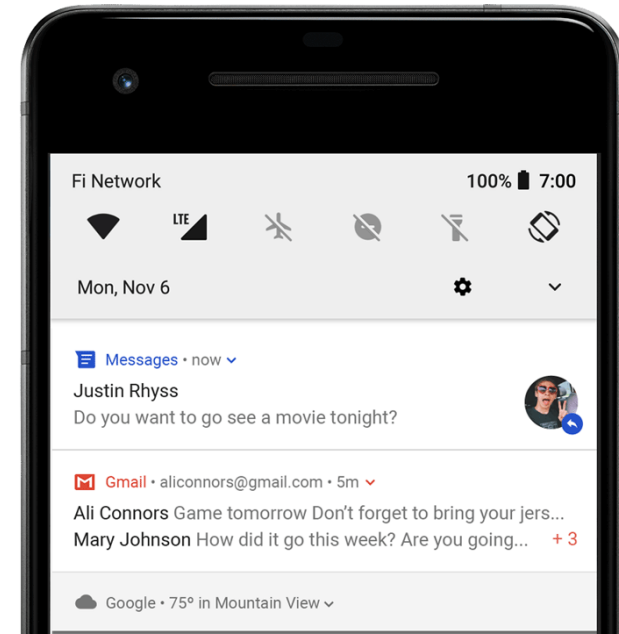 Fi Network 100% 7:00
LTE
Mon, Nov 6
Messages • now
Justin Rhyss
Do you want to go see a movie tonight?
Gmail • aliconnors@gmail.com • 5m
Ali Connors Game tomorrow Don’t forget to bring your jers...
Mary Johnson How did it go this week? Are you going... + 3
Google • 75º in Mountain View